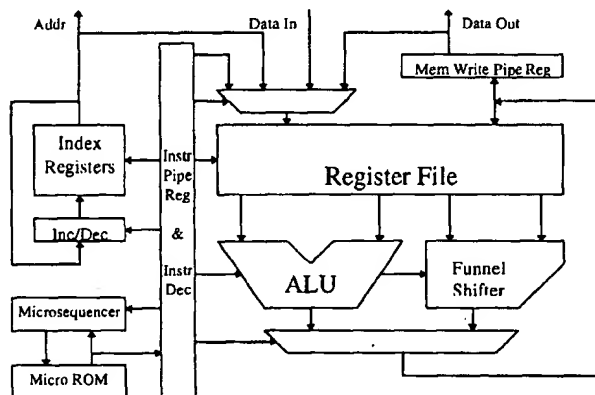 Addr
Data In
Data Out
Mem Write Pipe Reg
Index
Registers
Instr
Pipe
Reg
Register File
Inc/Dec
&
Instr
Dec
ALU
Funnel
Shifter
Microsequencer
Micro ROM